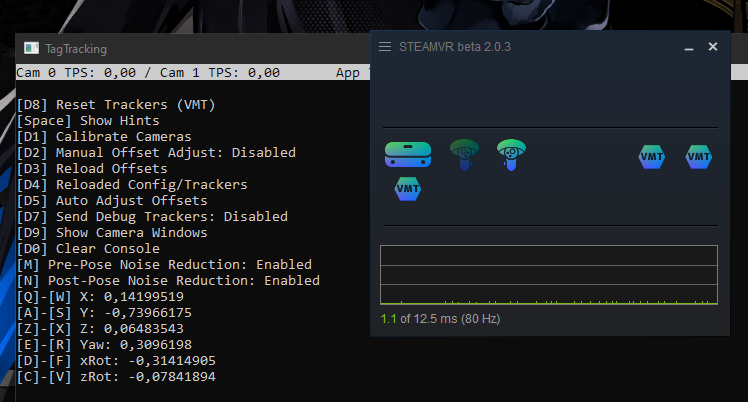 TagTracking
Cam 0 TPS: 0,00 / Cam 1 TPS: 0,00 App
[D8] Reset Trackers (VMT)
[Space] Show Hints
[D1] Calibrate Cameras
[D2] Manual Offset Adjust: Disabled
[D3] Reload Offsets
[D4] Reloaded Config/Trackers
[D5] Auto Adjust Offsets
[D7] Send Debug Trackers: Disabled
[D9] Show Camera Windows
[D0] Clear Console
[M] Pre-Pose Noise Reduction: Enabled
[N] Post-Pose Noise Reduction: Enabled
[Q]-[W] X: 0,14199519
[A]-[S] Y: -0,73966175
[Z]-[X] Z: 0,06483543
[E]-[R] Yaw: 0,3096198
[D]-[F] xRot: -0,31414905
[C]-[V] zRot: -0,07841894
STEAMVR beta 2.0.3
VMT VMT
VMT
1.1 of 12.5 ms (80 Hz)